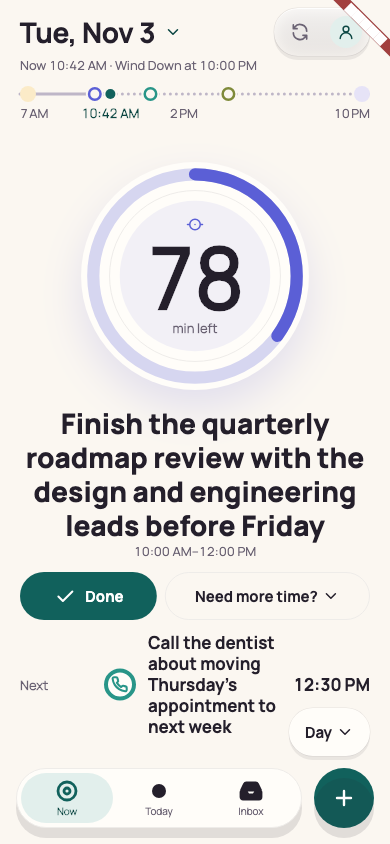 Tue, Nov 3
Now 10:42 AM · Wind Down at 10:00 PM
7 AM 10:42 AM 2 PM 10 PM
78
min left
Finish the quarterly
roadmap review with the
design and engineering
leads before Friday
10:00 AM–12:00 PM
Done Need more time?
Next
Call the dentist
about moving
Thursday's
appointment to
next week
12:30 PM
Day
Now Today Inbox